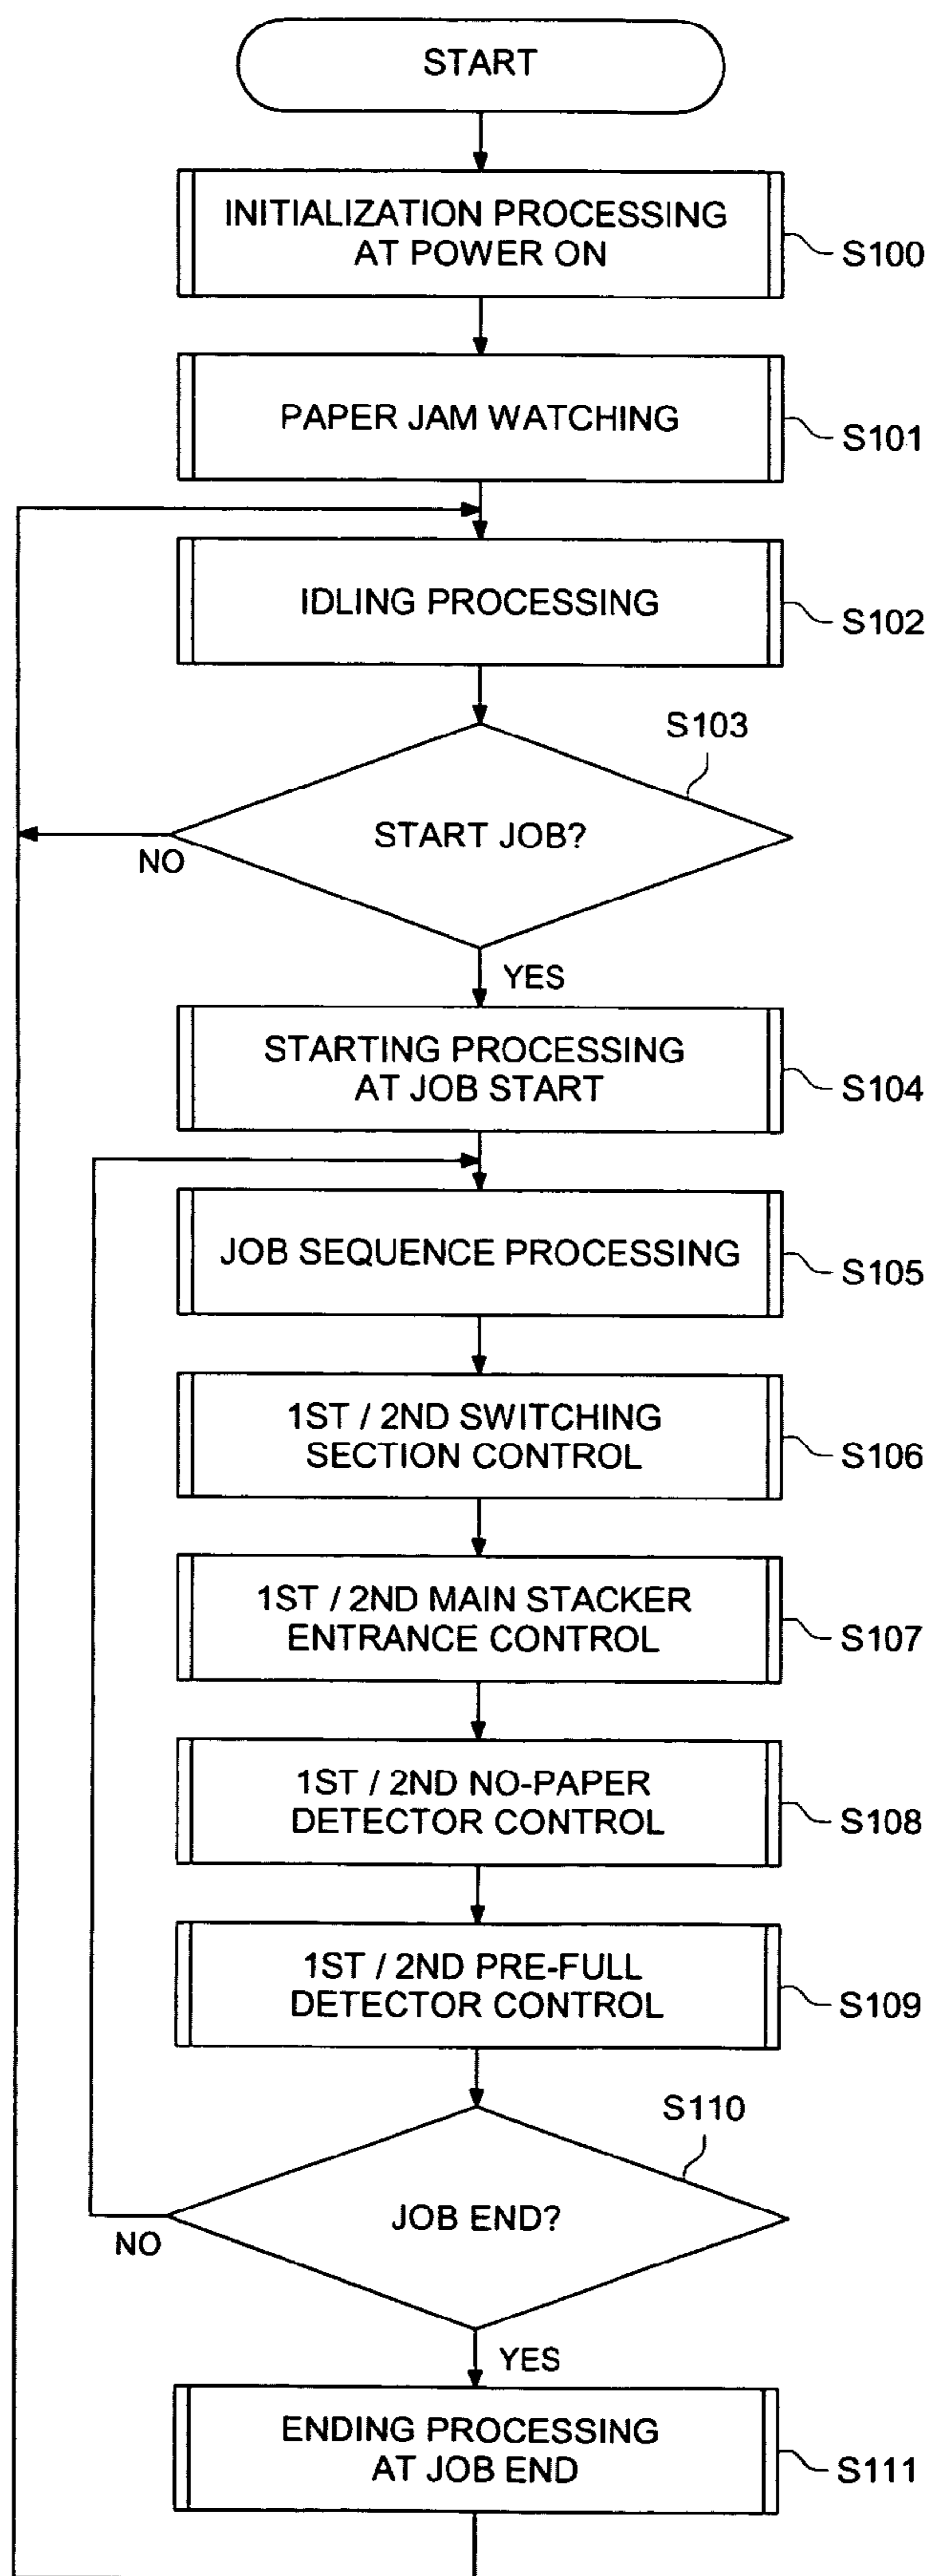 START
INITIALIZATION PROCESSING
AT POWER ON
S100
PAPER JAM WATCHING
S101
IDLING PROCESSING
S102
S103
START JOB?
NO
YES
STARTING PROCESSING
AT JOB START
S104
JOB SEQUENCE PROCESSING
S105
1ST / 2ND SWITCHING
SECTION CONTROL
S106
1ST / 2ND MAIN STACKER
ENTRANCE CONTROL
S107
1ST / 2ND NO-PAPER
DETECTOR CONTROL
S108
1ST / 2ND PRE-FULL
DETECTOR CONTROL
S109
S110
JOB END?
NO
YES
ENDING PROCESSING
AT JOB END
S111